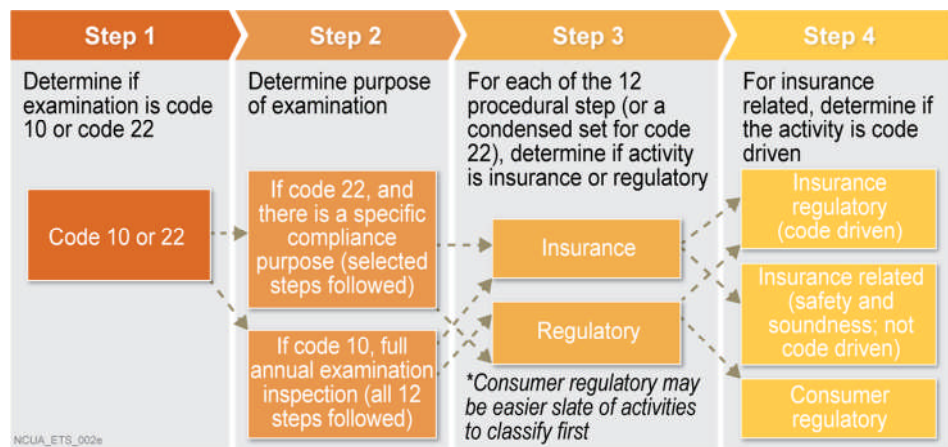 Step 1
Step 2
Step 3
Step 4
Determine if
examination is code
10 or code 22
Determine purpose
of examination
For each of the 12
procedural step (or a
condensed set for code
22), determine if activity
is insurance or regulatory
For insurance
related, determine if
the activity is code
driven
Code 10 or 22
If code 22, and
there is a specific
compliance
purpose (selected
steps followed)
If code 10, full
annual examination
inspection (all 12
steps followed)
Insurance
Regulatory
*Consumer regulatory may
be easier slate of activities
to classify first
Insurance
regulatory
(code driven)
Insurance related
(safety and
soundness; not
code driven)
Consumer
regulatory
NCUA_ETS_002e